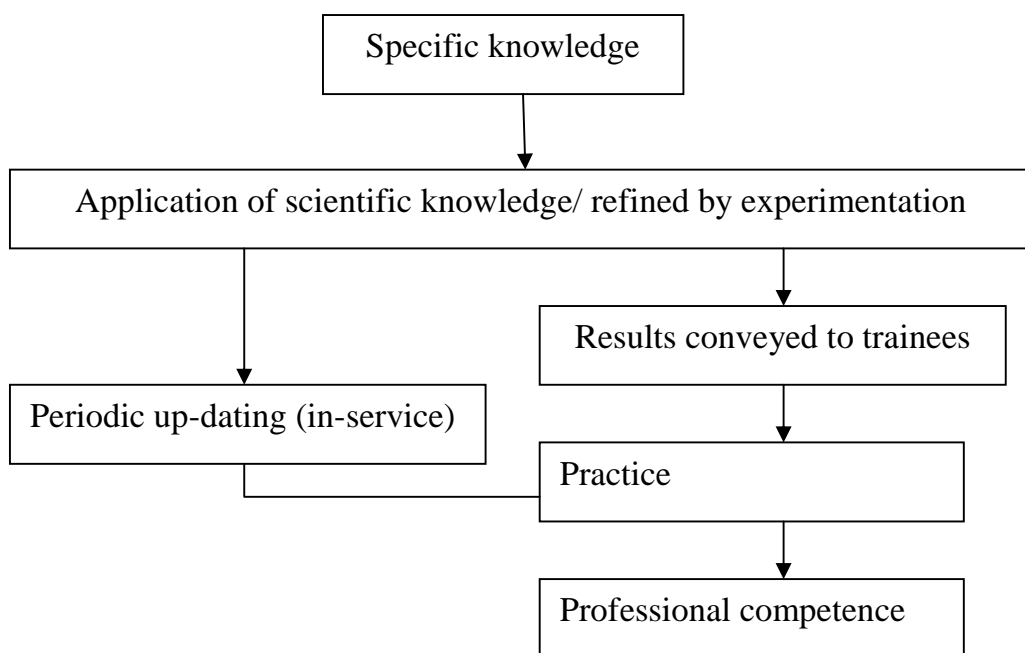 Specific knowledge
Application of scientific knowledge/ refined by experimentation
Results conveyed to trainees
Periodic up-dating (in-service)
Practice
Professional competence